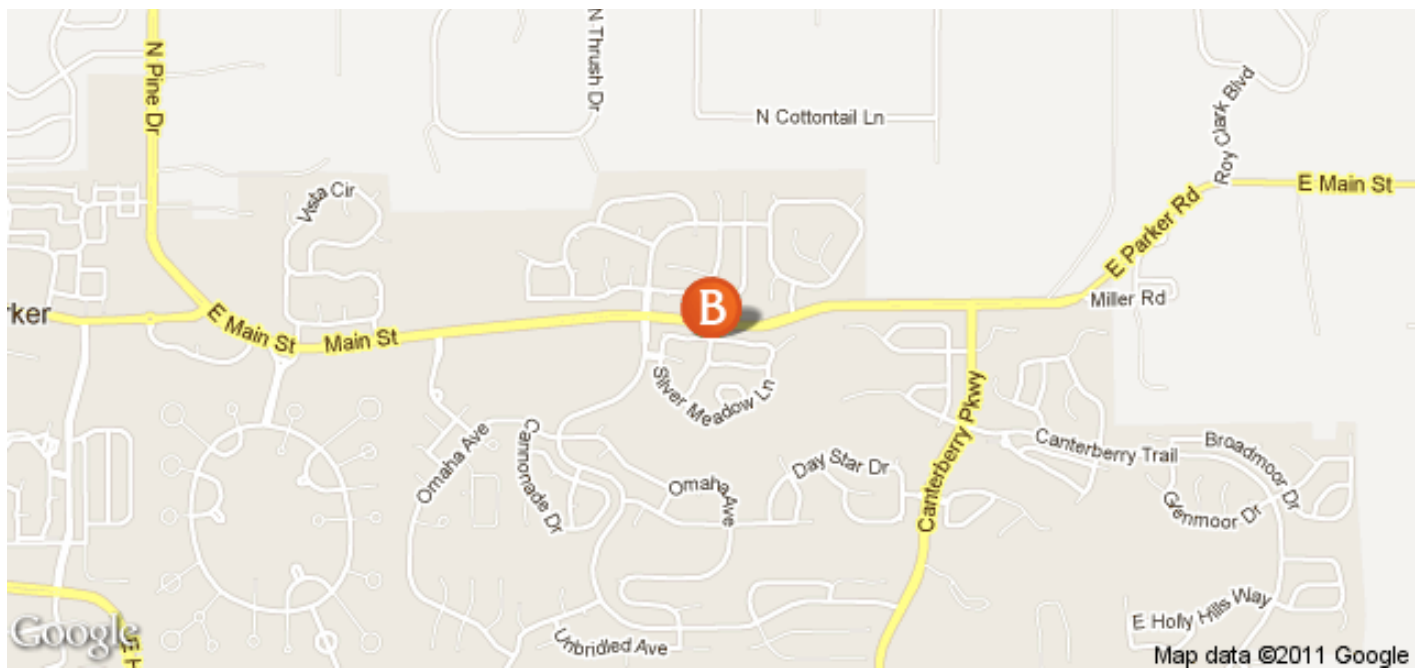 N Pine Dr
N Thrush Dr
N Cottontail Ln
Roy Clark Blvd
E Main St
Vista Cir
E Parker Rd
Miller Rd
rker
E Main St
Main St
B
Silver Meadow Ln
Canterberry Pkwy
Omaha Ave
Cannonade Dr
Omaha Ave
Day Star Dr
Canterberry Trail
Broadmoor Dr
Glenmoor Dr
E Holly Hills Way
Unbridled Ave
E H
Google
Map data ©2011 Google